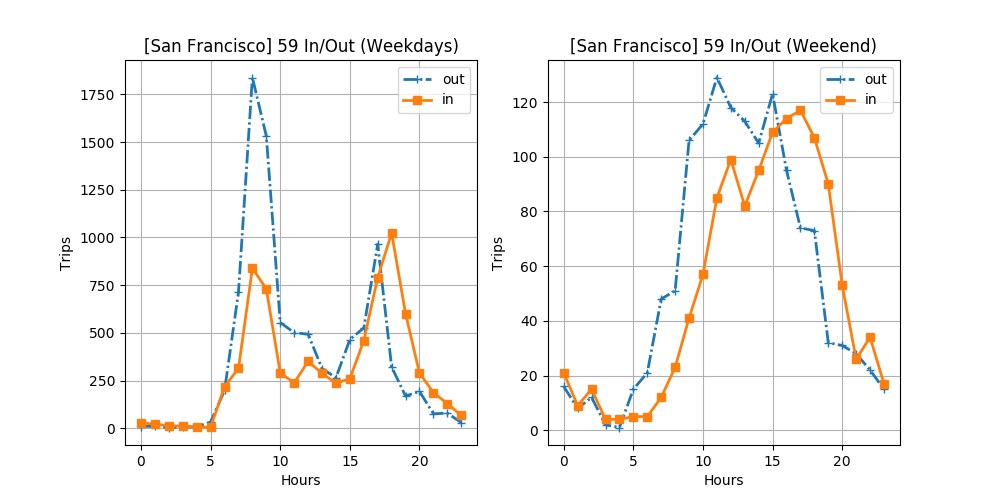 [San Francisco] 59 In/Out (Weekdays)
out
in
1750
1500
1250
1000
750
500
250
0
Trips
0 5 10 15 20
Hours
[San Francisco] 59 In/Out (Weekend)
out
in
120
100
80
60
40
20
0
Trips
0 5 10 15 20
Hours